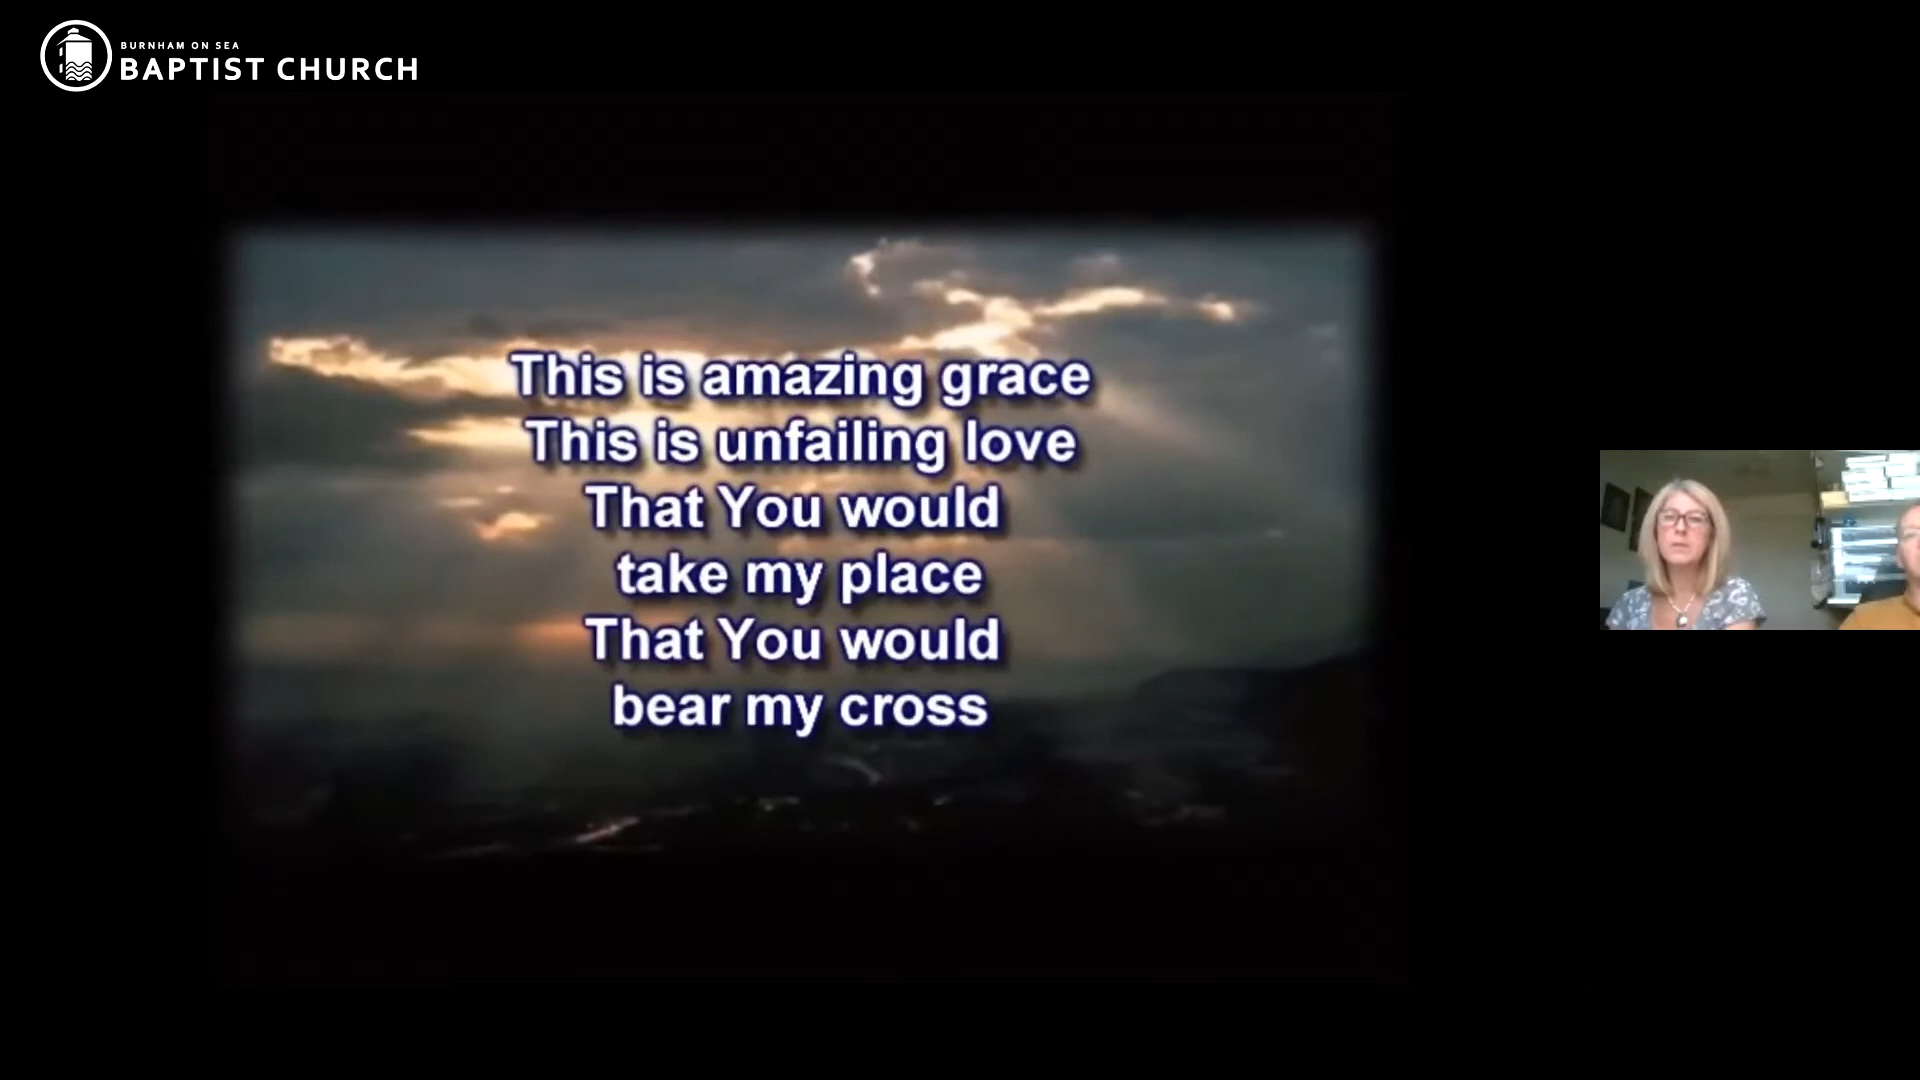 BURNHAM ON SEA
BAPTIST CHURCH
This is amazing grace
This is unfailing love
That You would
take my place
That You would
bear my cross